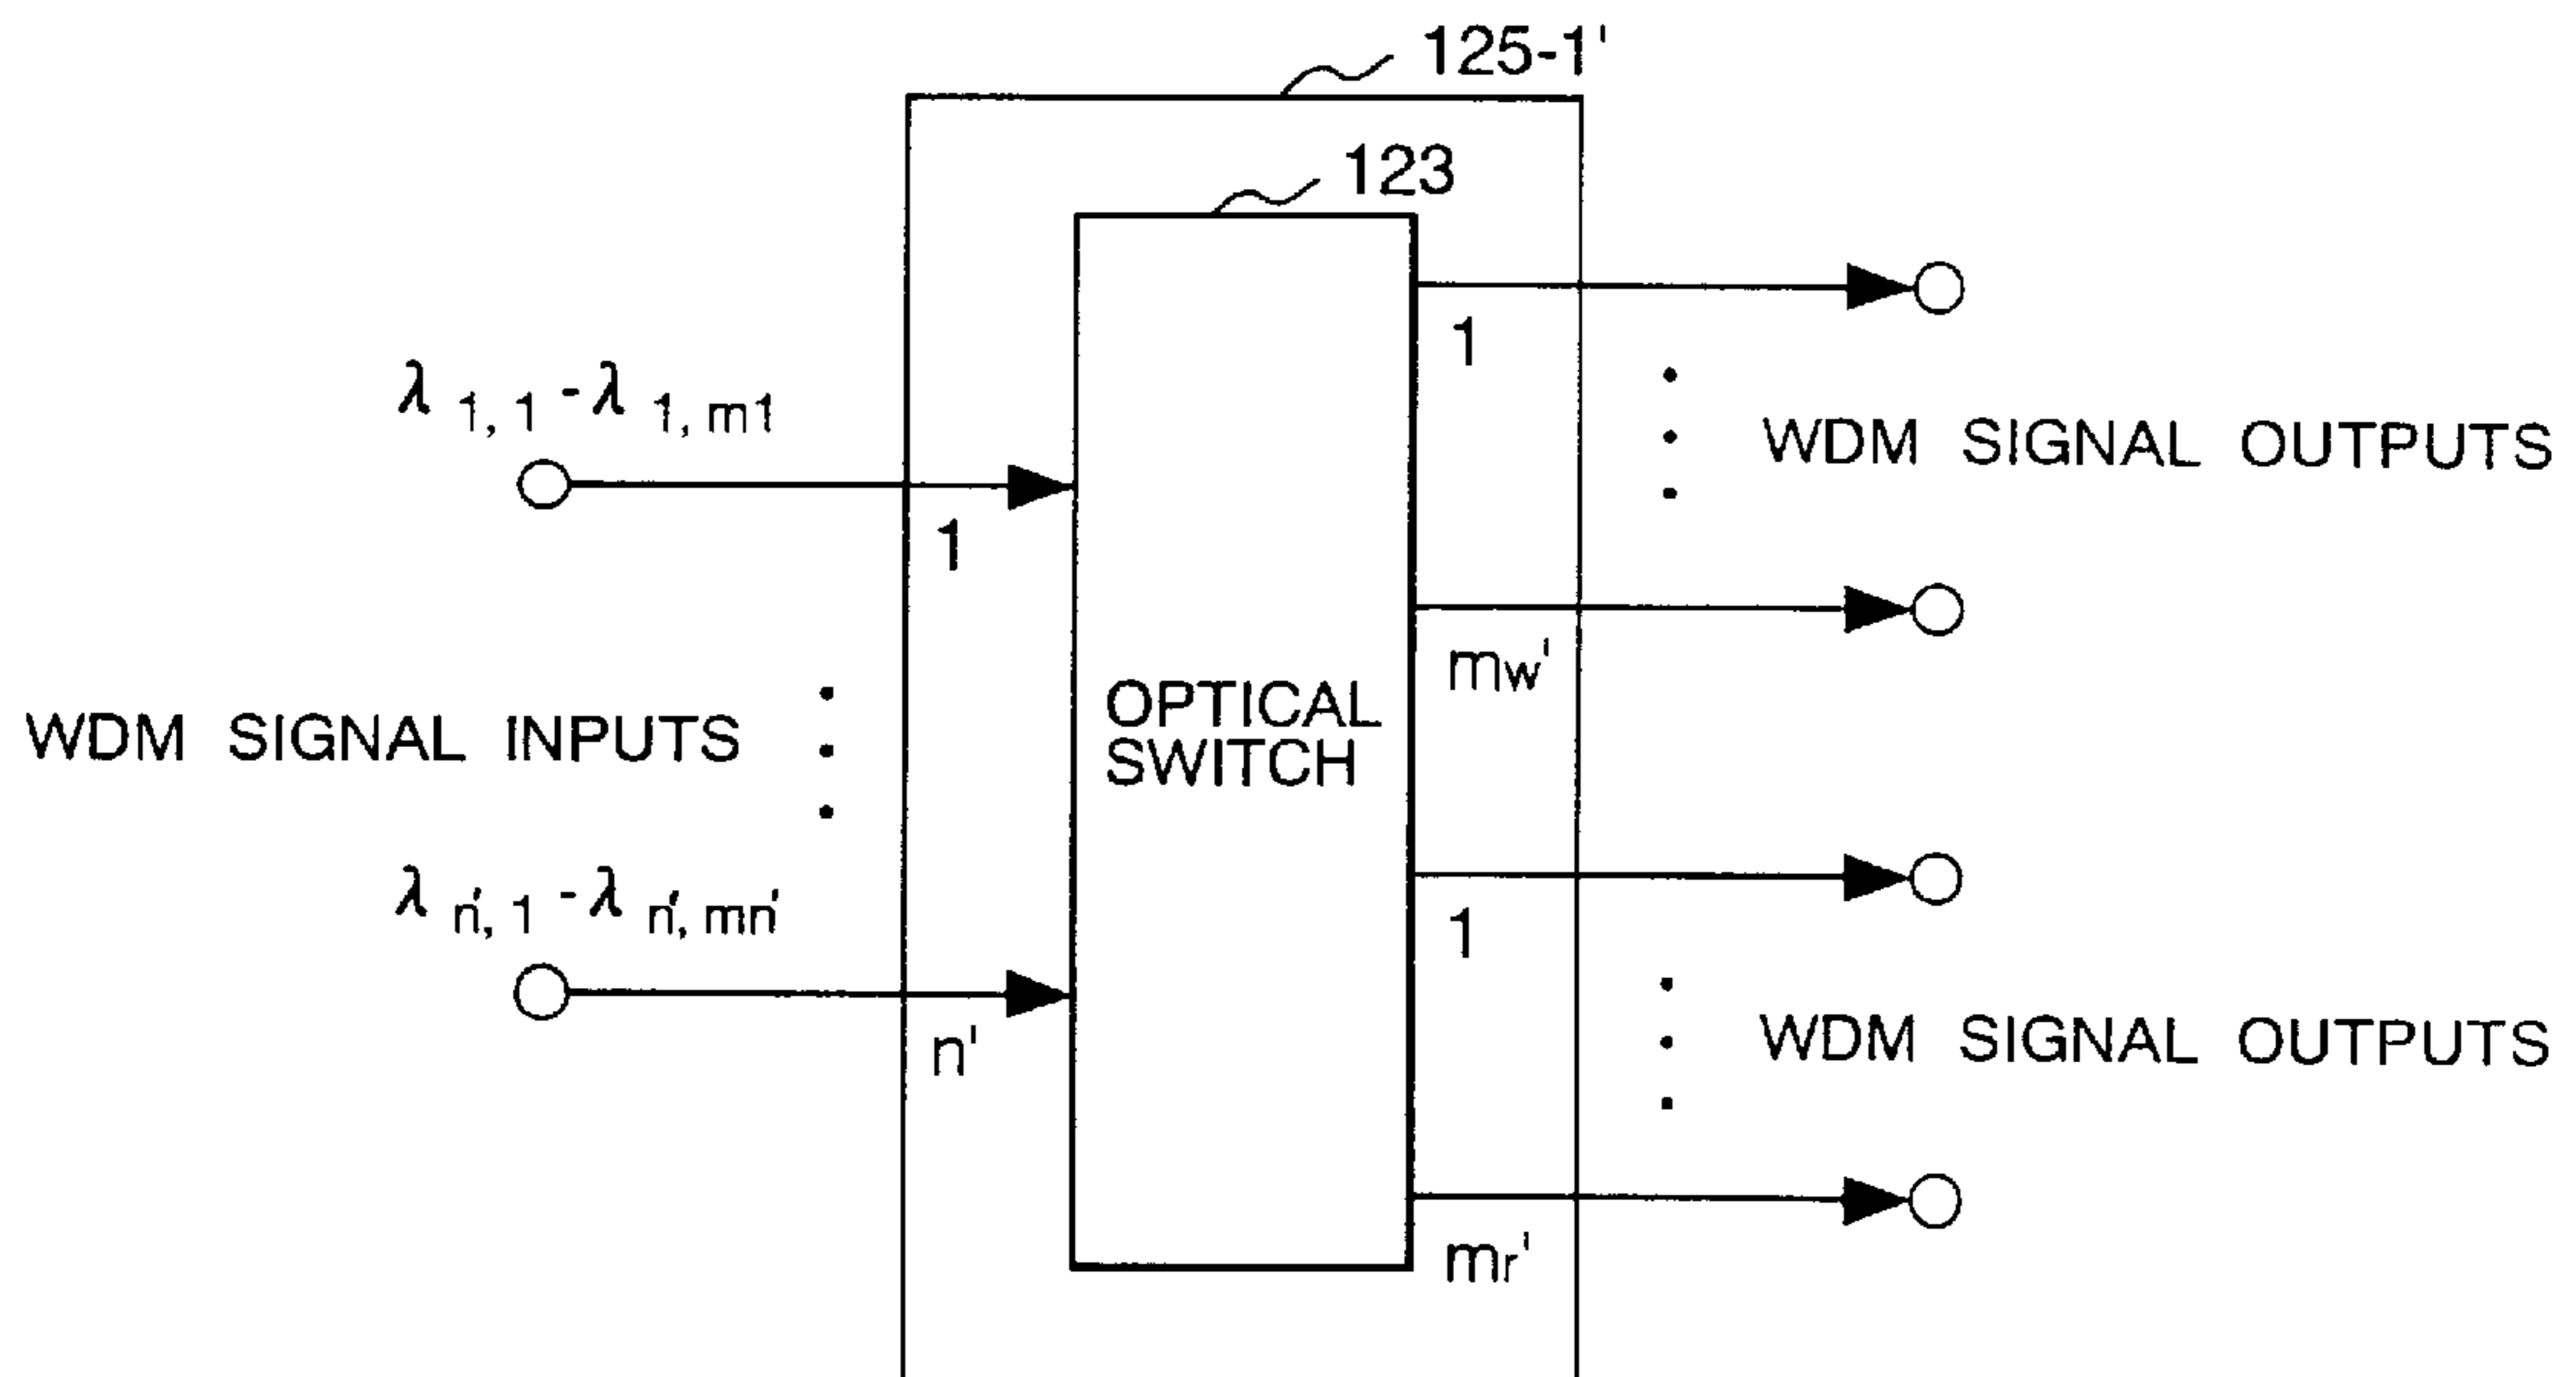 125-1'
123
1
WDM SIGNAL OUTPUTS
λ 1, 1 - λ 1, m1
1
mw'
OPTICAL
SWITCH
WDM SIGNAL INPUTS
λ n', 1 - λ n', mn'
1
n'
WDM SIGNAL OUTPUTS
mr'